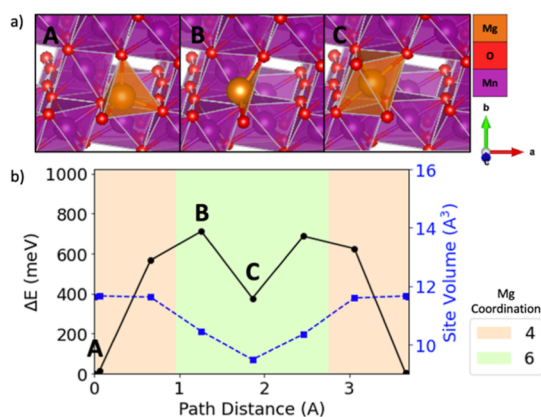 a)
A
B
C
Mg
O
Mn
b
a
c
b)
1000
800
600
400
200
0
ΔE (meV)
A
B
C
16
14
12
10
Site Volume (A³)
0
1
2
3
Path Distance (A)
Mg
Coordination
4
6